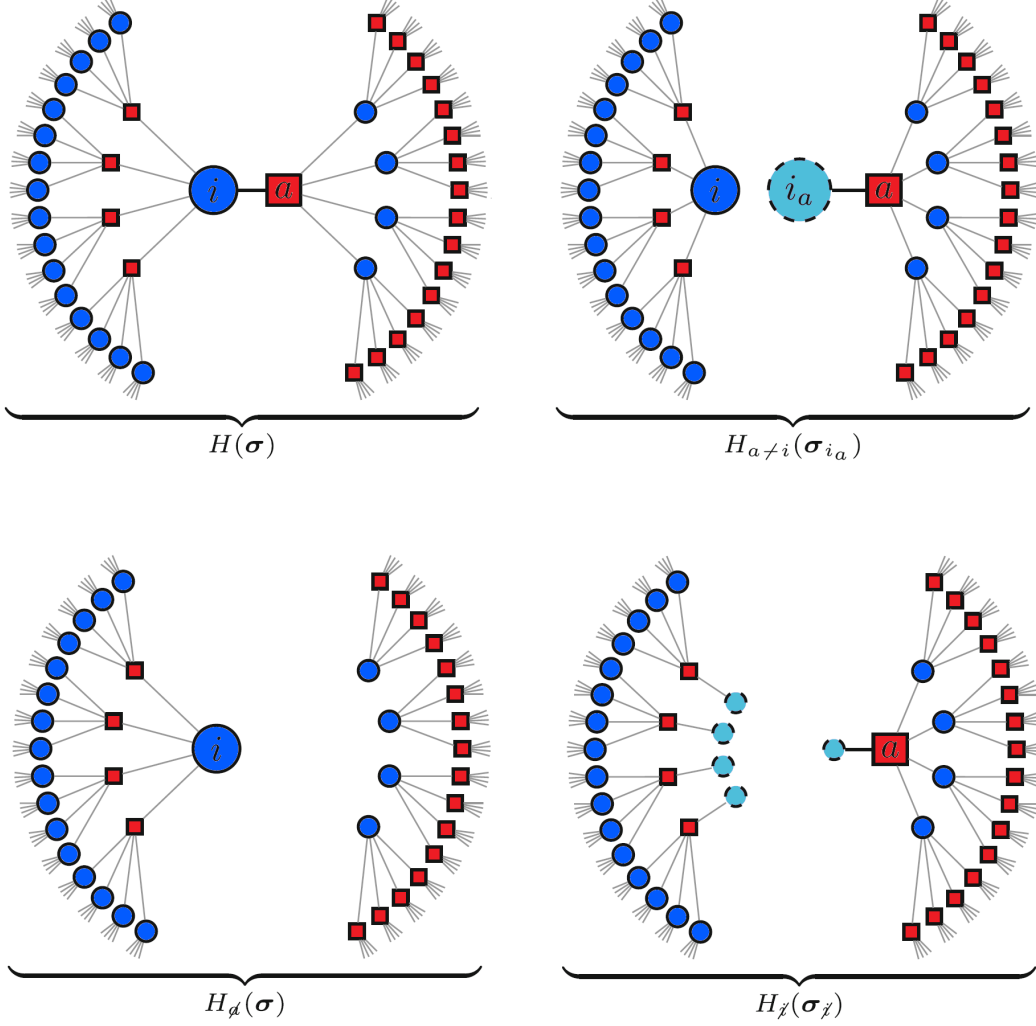 i a
i i_a a
H(σ)
H_{a≠i}(σ_{i_a})
i
a
H_{a̸}(σ)
H_{i̸}(σ_{i̸})